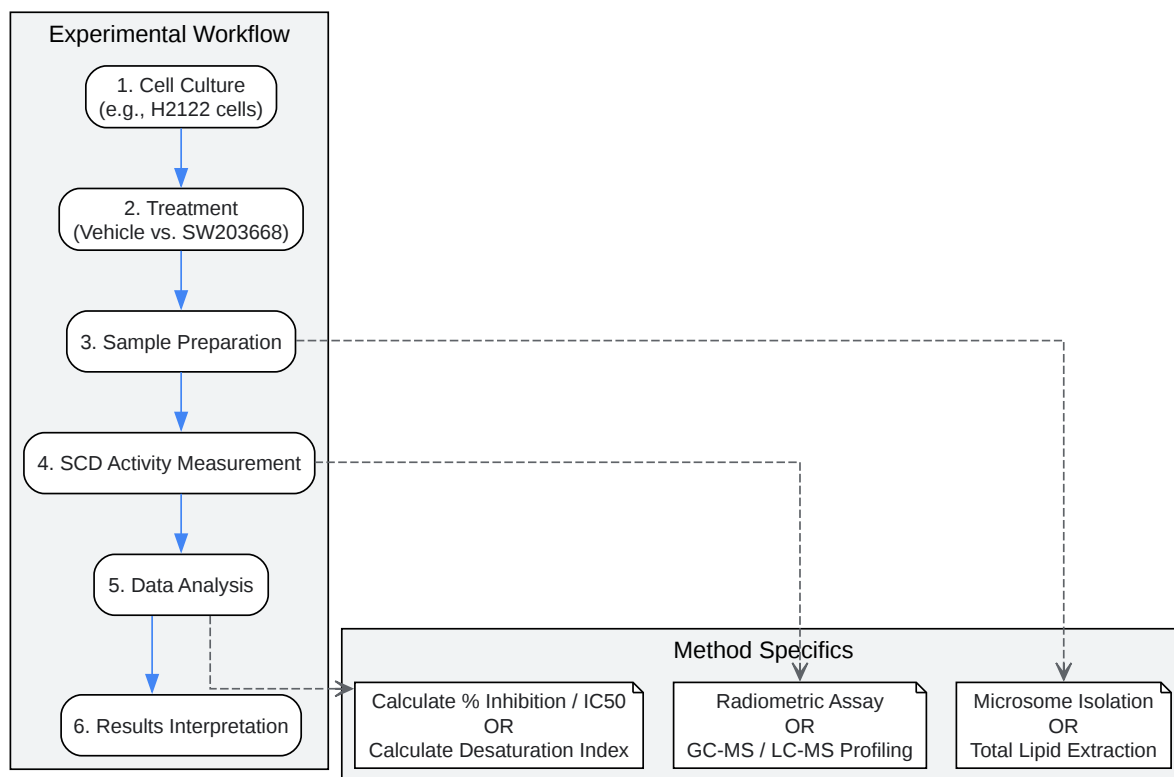 Experimental Workflow
1. Cell Culture
(e.g., H2122 cells)
2. Treatment
(Vehicle vs. SW203668)
3. Sample Preparation
4. SCD Activity Measurement
5. Data Analysis
6. Results Interpretation
Method Specifics
Calculate % Inhibition / IC50
OR
Calculate Desaturation Index
Radiometric Assay
OR
GC-MS / LC-MS Profiling
Microsome Isolation
OR
Total Lipid Extraction